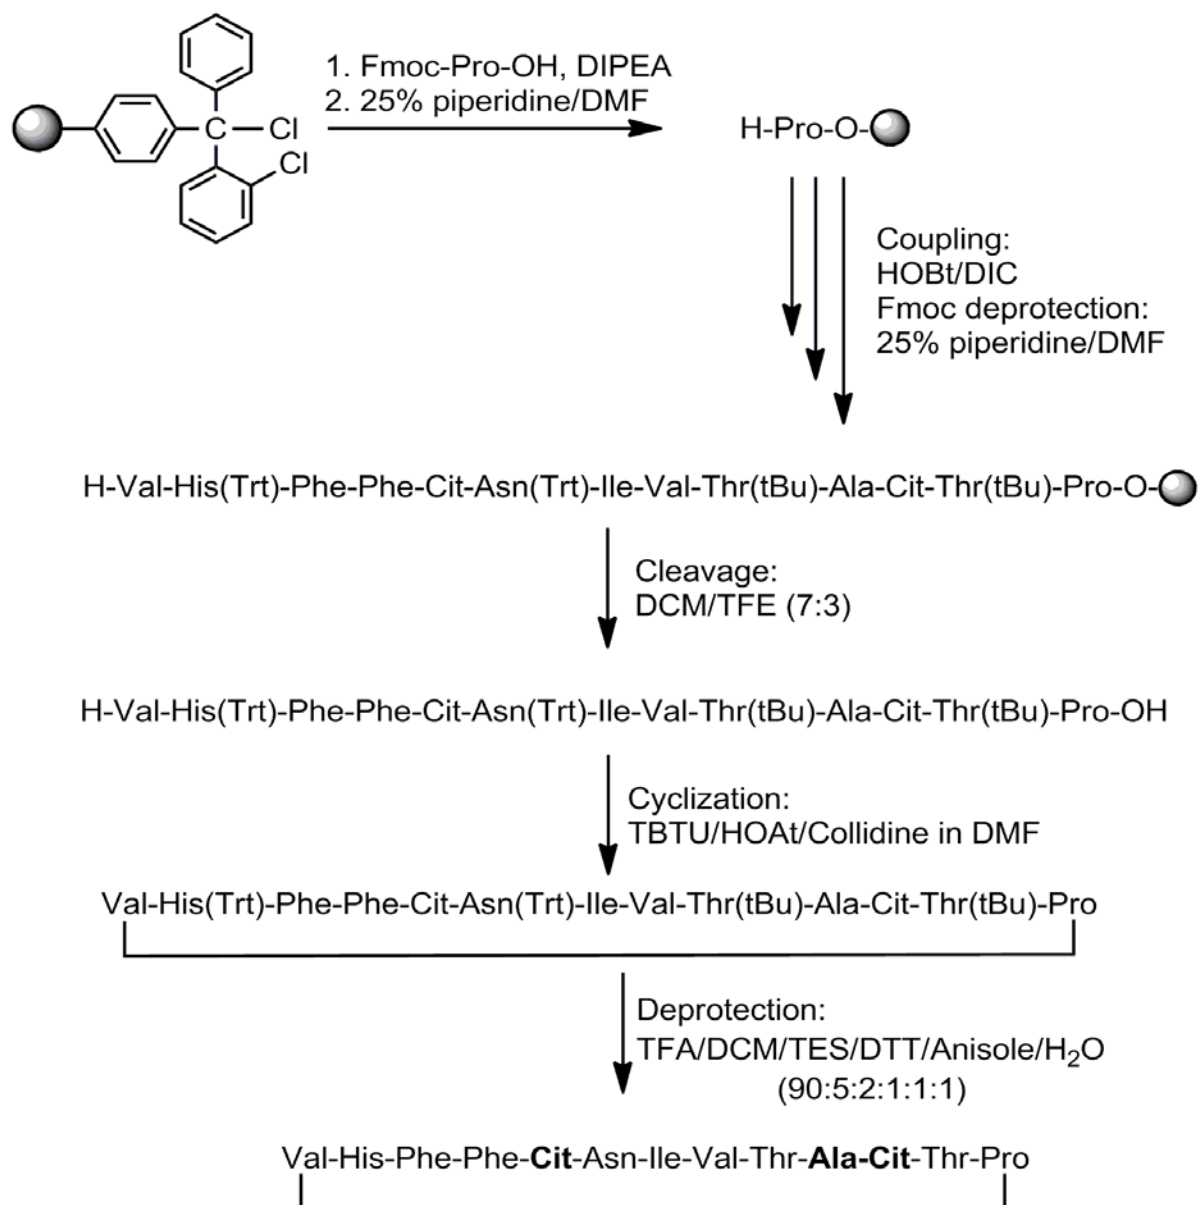 1. Fmoc-Pro-OH, DIPEA
2. 25% piperidine/DMF
C
Cl
Cl
H-Pro-O-
Coupling:
HOBt/DIC
Fmoc deprotection:
25% piperidine/DMF
H-Val-His(Trt)-Phe-Phe-Cit-Asn(Trt)-Ile-Val-Thr(tBu)-Ala-Cit-Thr(tBu)-Pro-O-
Cleavage:
DCM/TFE (7:3)
H-Val-His(Trt)-Phe-Phe-Cit-Asn(Trt)-Ile-Val-Thr(tBu)-Ala-Cit-Thr(tBu)-Pro-OH
Cyclization:
TBTU/HOAt/Collidine in DMF
Val-His(Trt)-Phe-Phe-Cit-Asn(Trt)-Ile-Val-Thr(tBu)-Ala-Cit-Thr(tBu)-Pro
Deprotection:
TFA/DCM/TES/DTT/Anisole/H₂O
(90:5:2:1:1:1)
Val-His-Phe-Phe-Cit-Asn-Ile-Val-Thr-Ala-Cit-Thr-Pro